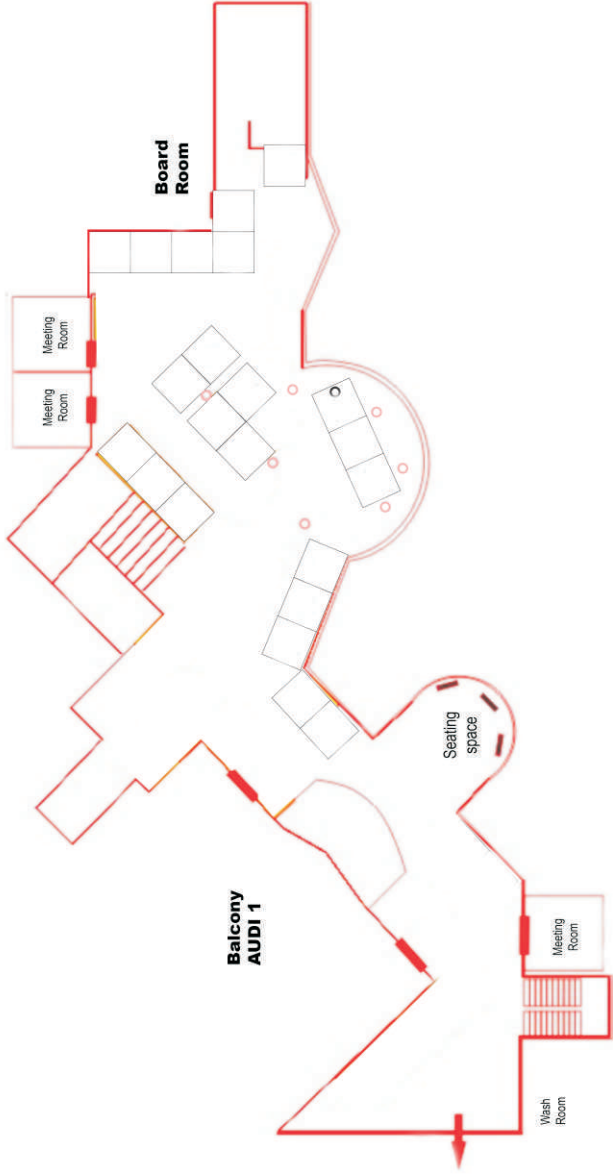 Board
Room
Meeting
Room
Meeting
Room
Balcony
AUDI 1
Seating
space
Meeting
Room
Wash
Room